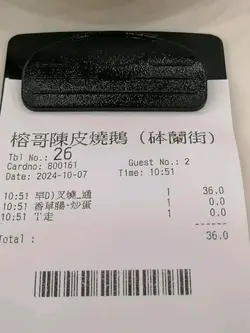 榕哥陳皮燒鵝 (砵蘭街)
Tbl No.: 26
Cardno: 800161 Guest No.: 2
Date: 2024-10-07 Time: 10:51
10:51 早D)叉燒_通 1 36.0
10:51 香草腸+炒蛋 1 0.0
10:51 T走 1 0.0
Total : 36.0